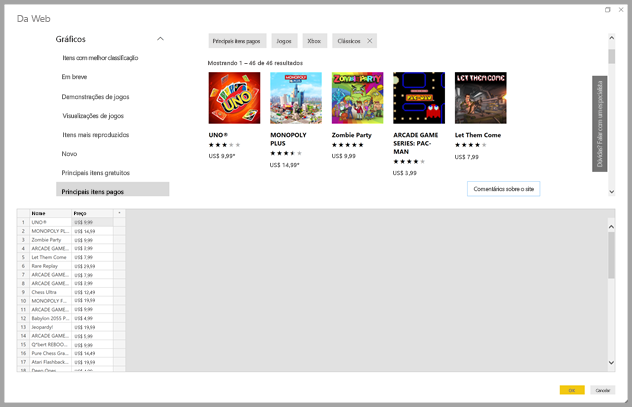 Da Web
Gráficos
Itens com melhor classificação
Em breve
Demonstrações de jogos
Visualizações de jogos
Itens mais reproduzidos
Novo
Principais itens gratuitos
Principais itens pagos
Principais itens pagos Jogos Xbox Clássicos
Mostrando 1 – 46 de 46 resultados
UNO®
US$ 9,99*
MONOPOLY PLUS
US$ 14,99*
Zombie Party
US$ 9,99
ARCADE GAME SERIES: PAC-MAN
US$ 3,99
Let Them Come
US$ 7,99
Dúvidas? Falar com um especialista
Comentários sobre o site
Nome Preço *
1 UNO® US$ 9,99
2 MONOPOLY PL... US$ 14,99
3 Zombie Party US$ 9,99
4 ARCADE GAME... US$ 3,99
5 Let Them Come US$ 7,99
6 Rare Replay US$ 29,99
7 ARCADE GAME... US$ 7,99
8 ARCADE GAME... US$ 3,99
9 Chess Ultra US$ 12,49
10 MONOPOLY F... US$ 19,99
11 ARCADE GAME... US$ 9,99
12 Babylon 2055 P... US$ 4,99
13 Jeopardy! US$ 19,99
14 ARCADE GAME... US$ 5,99
15 Q*bert REBOO... US$ 9,99
16 Pure Chess Gra... US$ 14,49
17 Atari Flashback... US$ 19,99
18
Cancelar